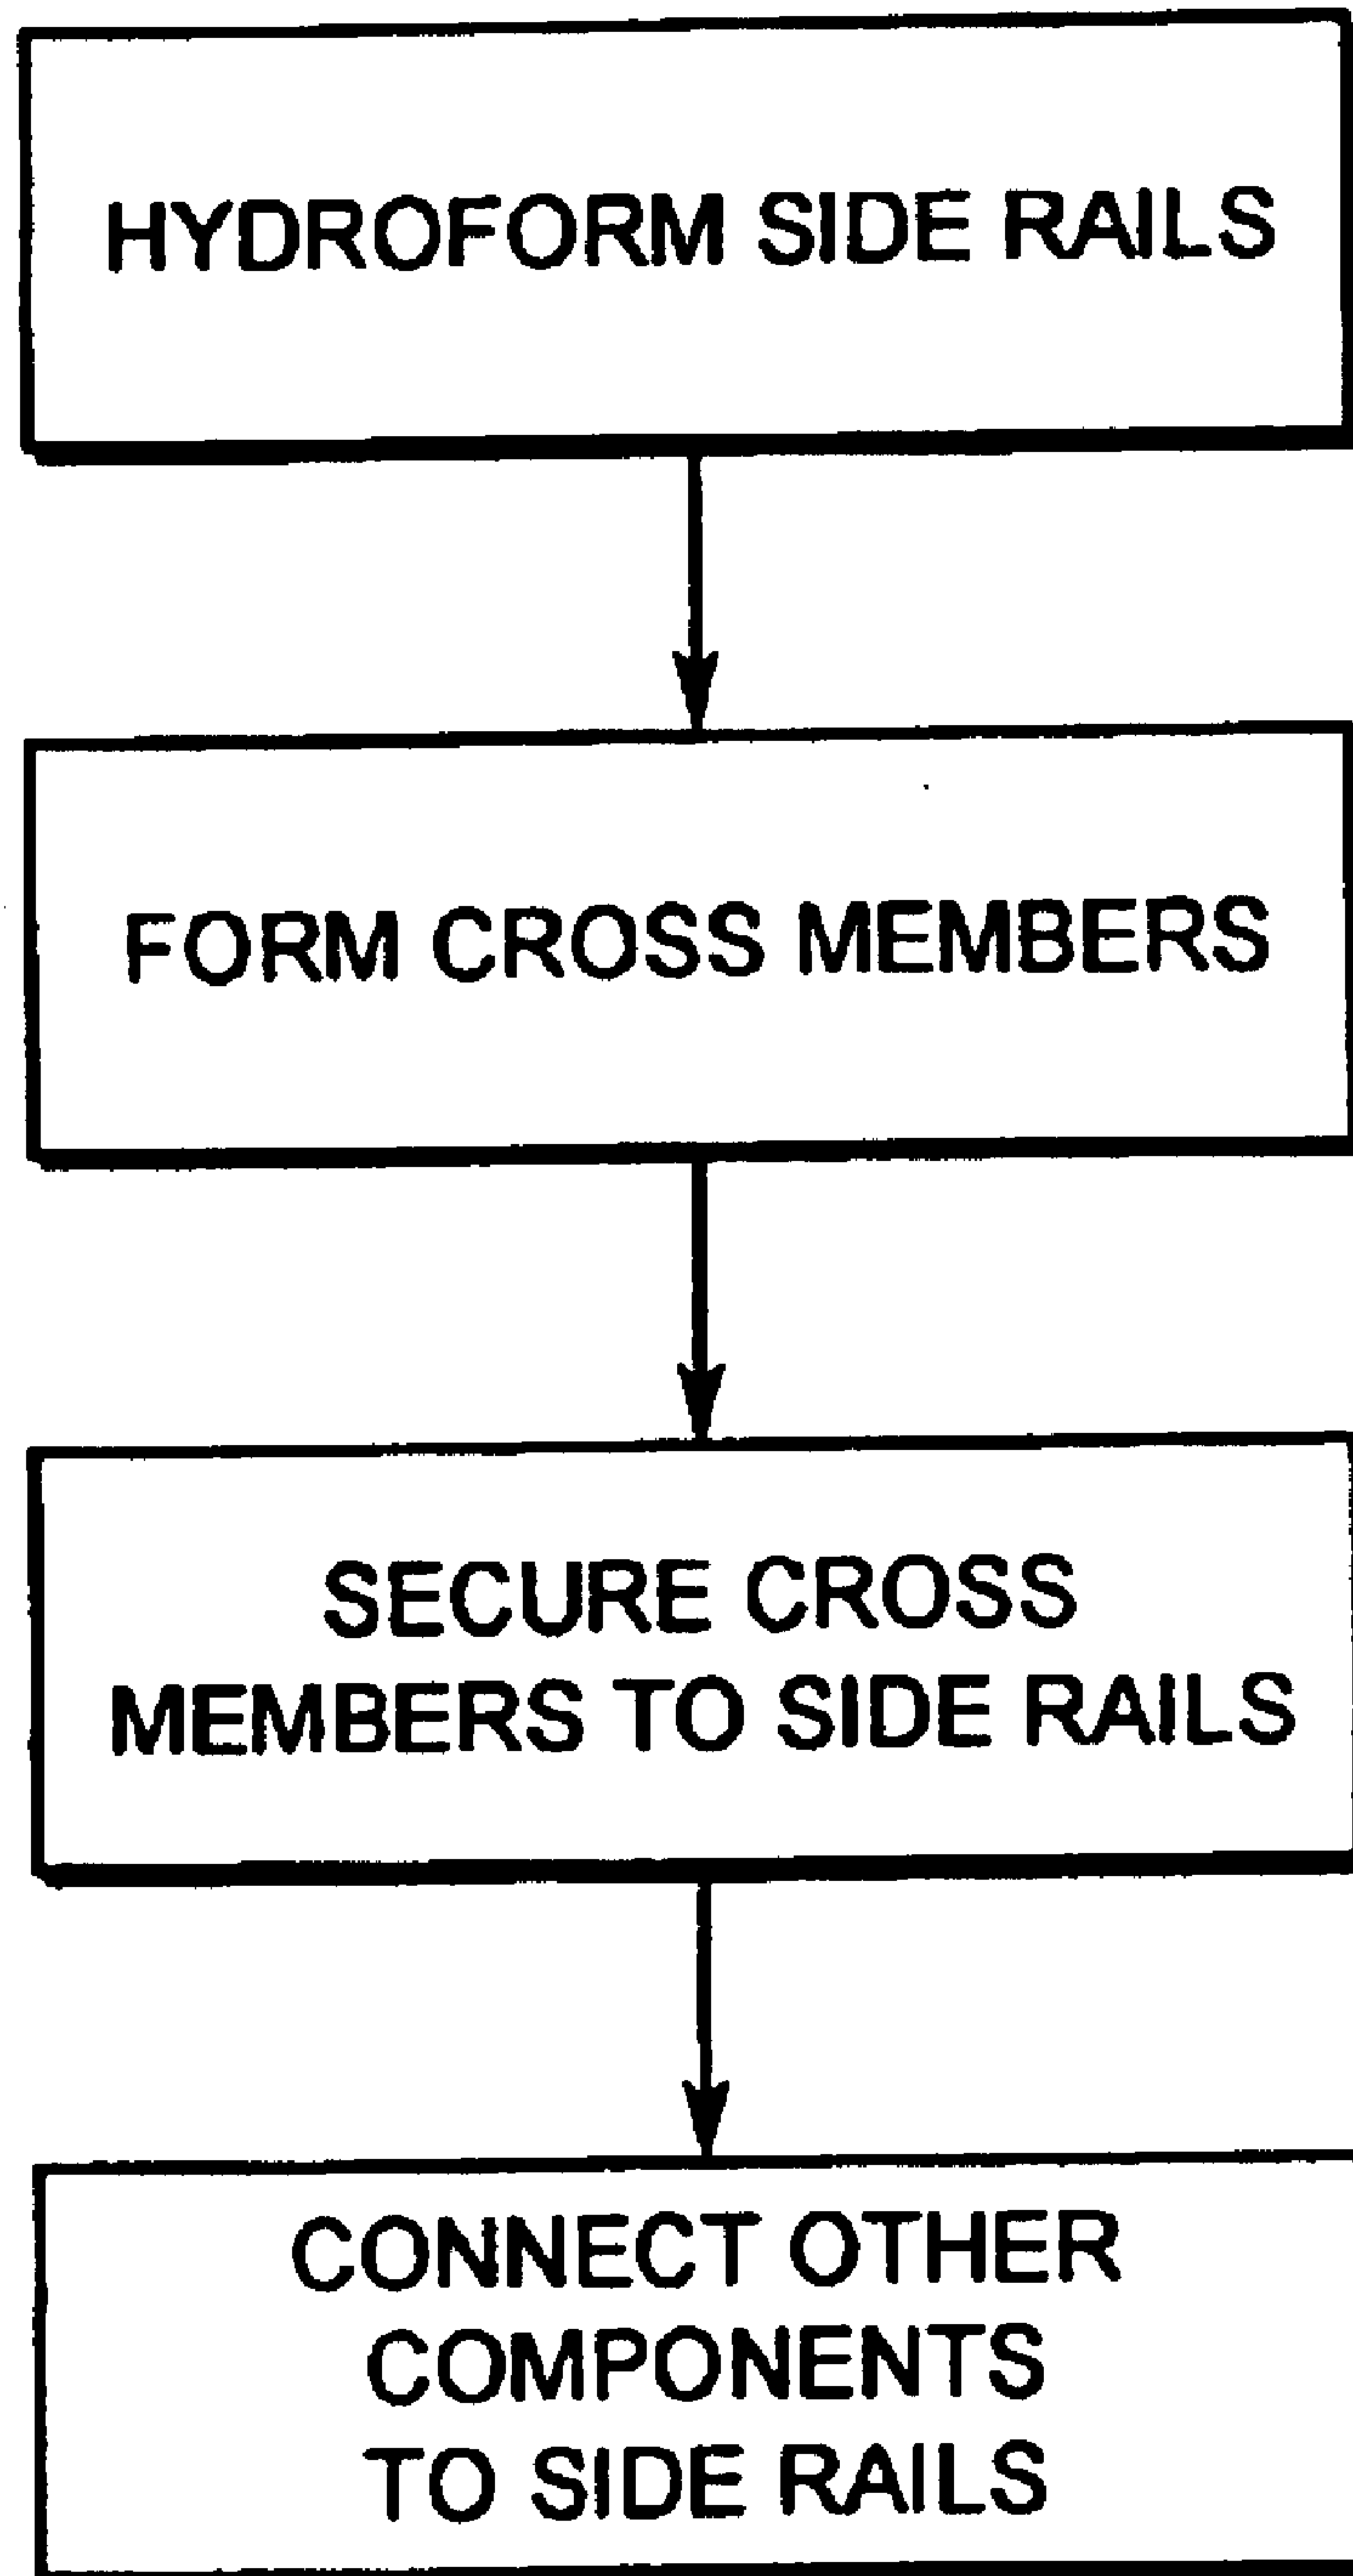 HYDROFORM SIDE RAILS
FORM CROSS MEMBERS
SECURE CROSS
MEMBERS TO SIDE RAILS
CONNECT OTHER
COMPONENTS
TO SIDE RAILS